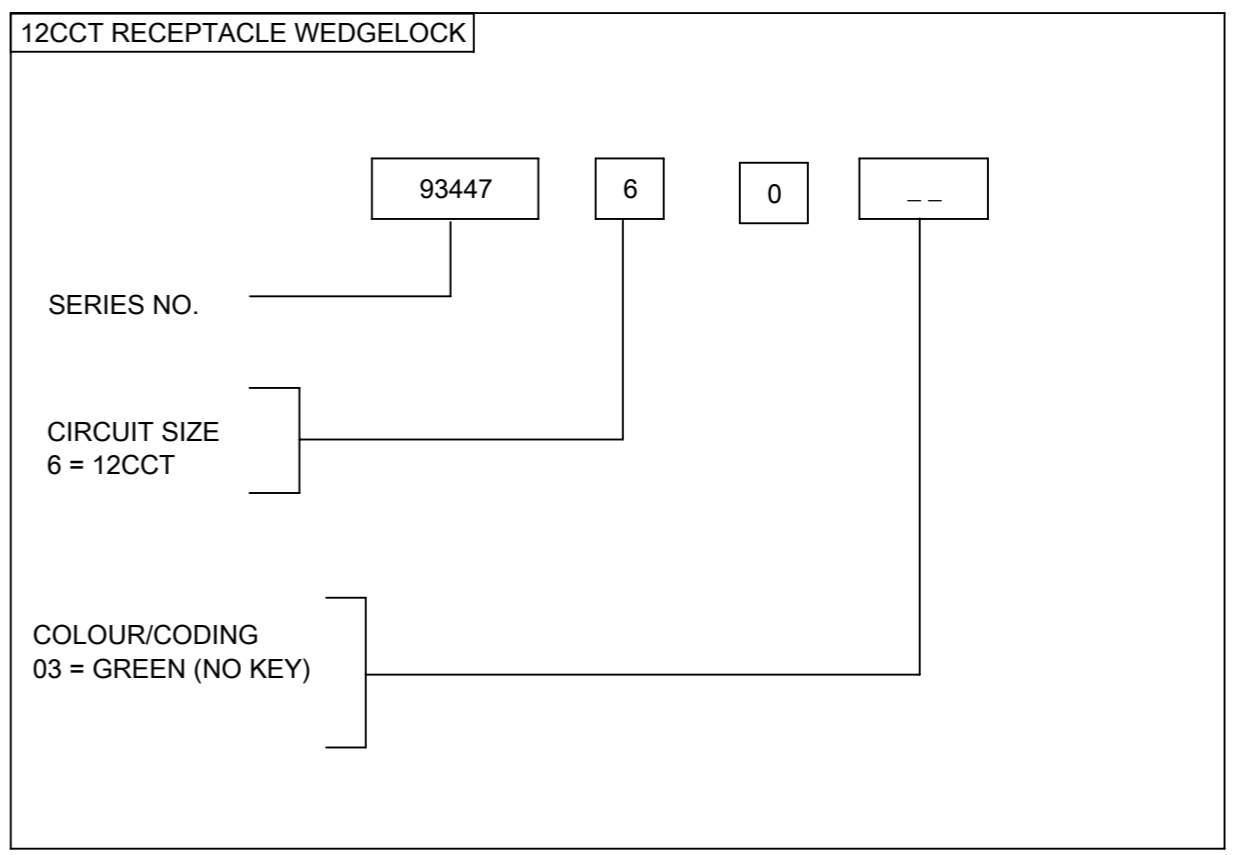 12CCT RECEPTACLE WEDGELOCK
93447 6 0 _ _
SERIES NO.
CIRCUIT SIZE
6 = 12CCT
COLOUR/CODING
03 = GREEN (NO KEY)